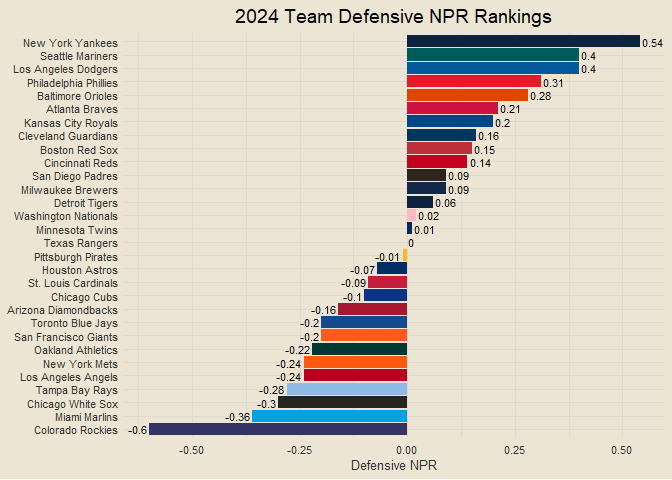 2024 Team Defensive NPR Rankings
New York Yankees 0.54
Seattle Mariners 0.4
Los Angeles Dodgers 0.4
Philadelphia Phillies 0.31
Baltimore Orioles 0.28
Atlanta Braves 0.21
Kansas City Royals 0.2
Cleveland Guardians 0.16
Boston Red Sox 0.15
Cincinnati Reds 0.14
San Diego Padres 0.09
Milwaukee Brewers 0.09
Detroit Tigers 0.06
Washington Nationals 0.02
Minnesota Twins 0.01
Texas Rangers 0
Pittsburgh Pirates -0.01
Houston Astros -0.07
St. Louis Cardinals -0.09
Chicago Cubs -0.1
Arizona Diamondbacks -0.16
Toronto Blue Jays -0.2
San Francisco Giants -0.2
Oakland Athletics -0.22
New York Mets -0.24
Los Angeles Angels -0.24
Tampa Bay Rays -0.28
Chicago White Sox -0.3
Miami Marlins -0.36
Colorado Rockies -0.6
-0.50 -0.25 0.00 0.25 0.50
Defensive NPR